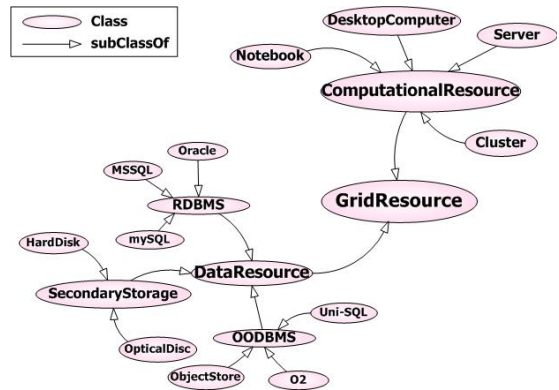 Class
subClassOf
DesktopComputer
Server
Notebook
ComputationalResource
Cluster
Oracle
MSSQL
RDBMS
GridResource
mySQL
HardDisk
DataResource
SecondaryStorage
Uni-SQL
OODBMS
OpticalDisc
ObjectStore
O2